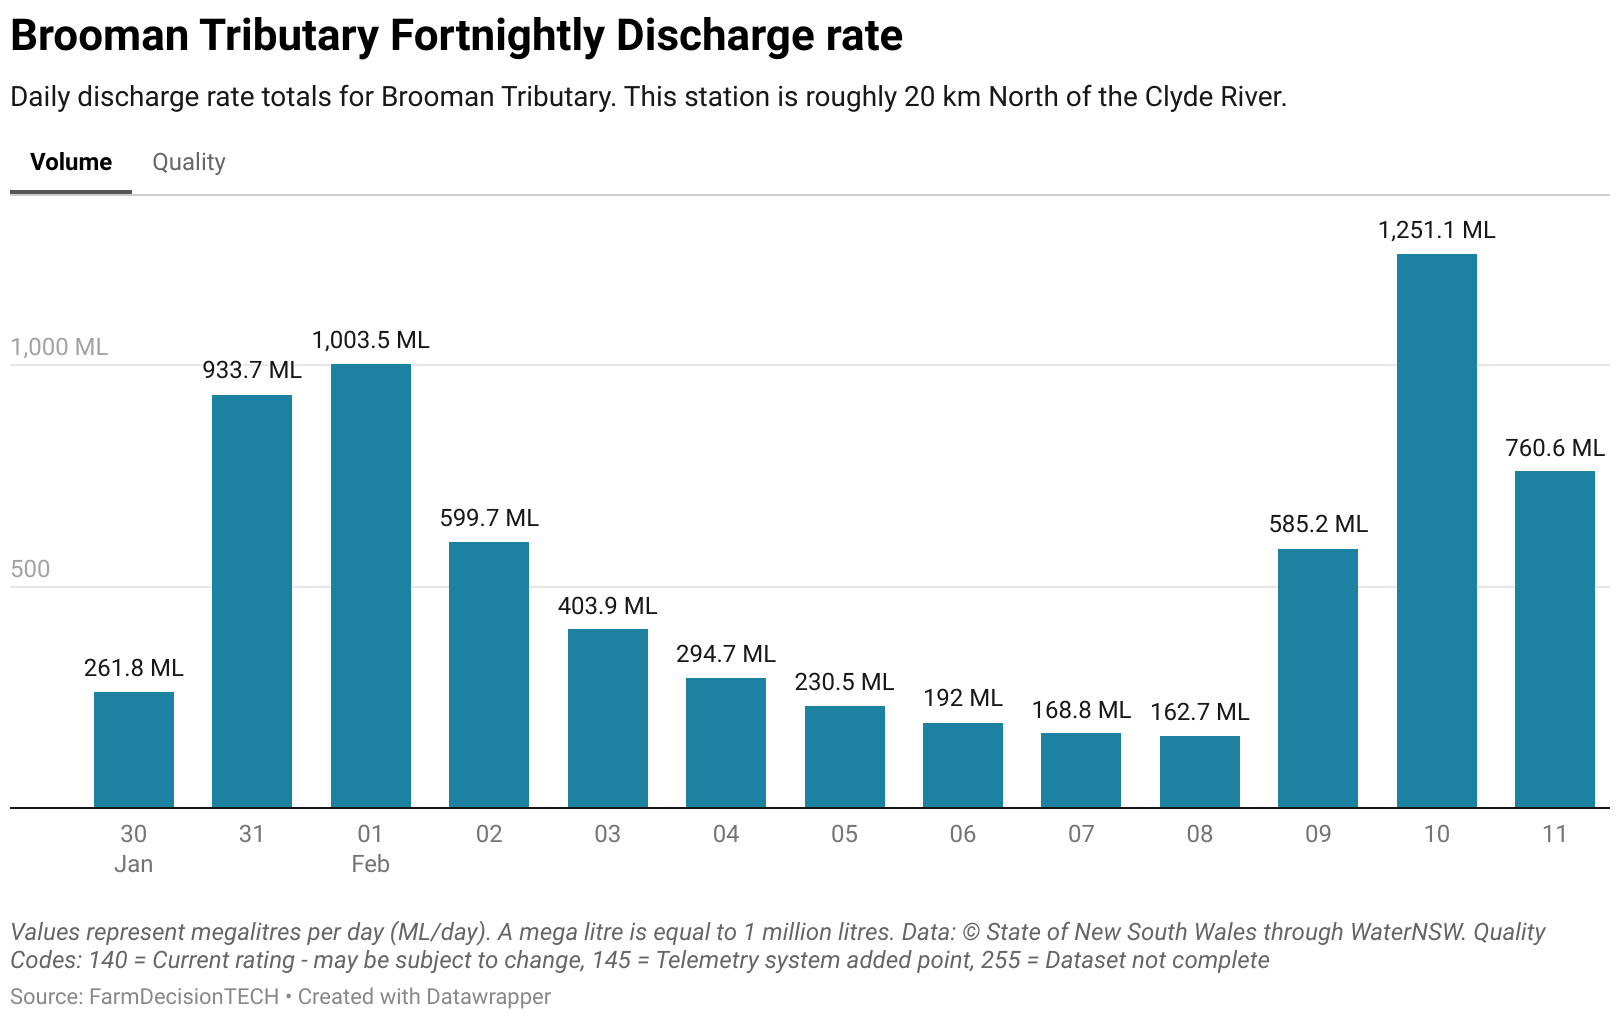 Brooman Tributary Fortnightly Discharge rate
Daily discharge rate totals for Brooman Tributary. This station is roughly 20 km North of the Clyde River.
Volume Quality
1,251.1 ML
1,000 ML
1,003.5 ML
933.7 ML
760.6 ML
599.7 ML
585.2 ML
500
403.9 ML
294.7 ML
261.8 ML
230.5 ML
192 ML
168.8 ML
162.7 ML
30 31 01 02 03 04 05 06 07 08 09 10 11
Jan Feb
Values represent megalitres per day (ML/day). A mega litre is equal to 1 million litres. Data: © State of New South Wales through WaterNSW. Quality
Codes: 140 = Current rating - may be subject to change, 145 = Telemetry system added point, 255 = Dataset not complete
Source: FarmDecisionTECH • Created with Datawrapper